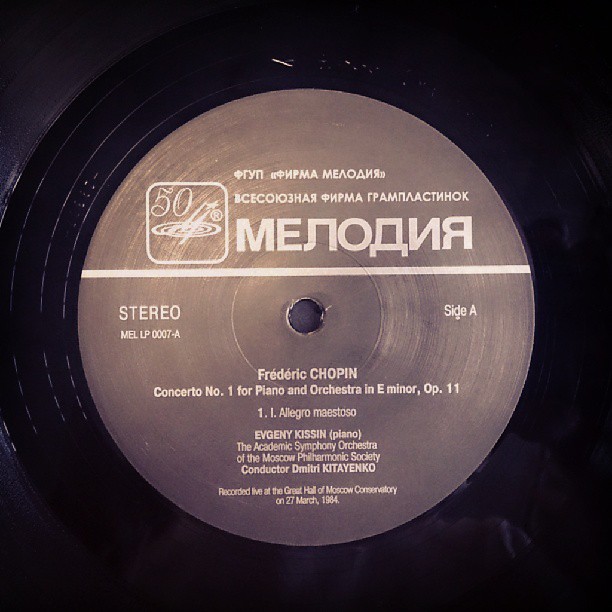 ФГУП «ФИРМА МЕЛОДИЯ»
ВСЕСОЮЗНАЯ ФИРМА ГРАМПЛАСТИНОК
50
®
МЕЛОДИЯ
STEREO
Side A
MEL LP 0007-A
Frédéric CHOPIN
Concerto No. 1 for Piano and Orchestra in E minor, Op. 11
1. I. Allegro maestoso
EVGENY KISSIN (piano)
The Academic Symphony Orchestra
of the Moscow Philharmonic Society
Conductor Dmitri KITAYENKO
Recorded live at the Great Hall of Moscow Conservatory
on 27 March, 1984.